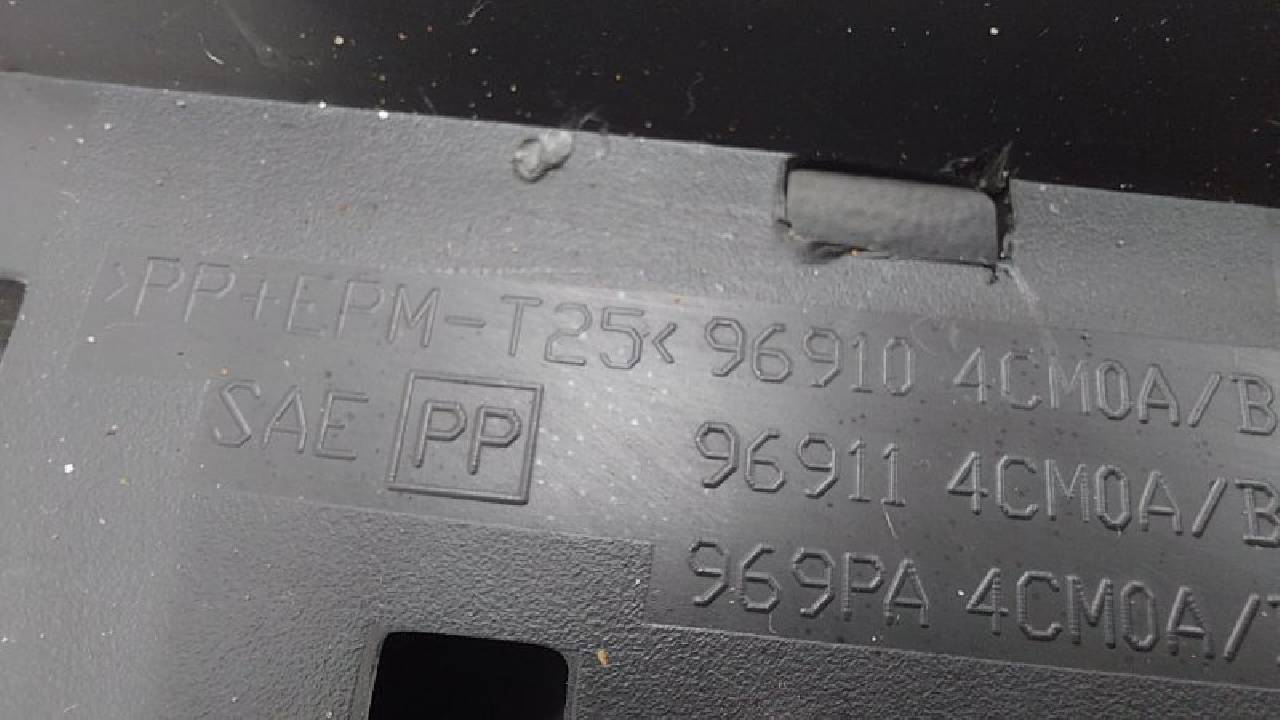 >PP+EPM-T25< 96910 4CM0A/B
SAE PP 96911 4CM0A/B
969PA 4CM0A/